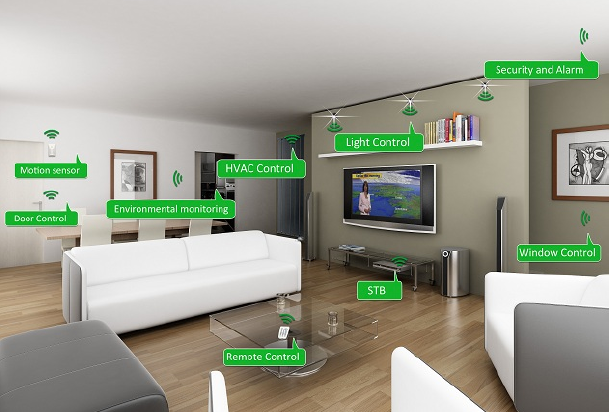 Security and Alarm
Light Control
Motion sensor
HVAC Control
Door Control
Environmental monitoring
Window Control
STB
Remote Control